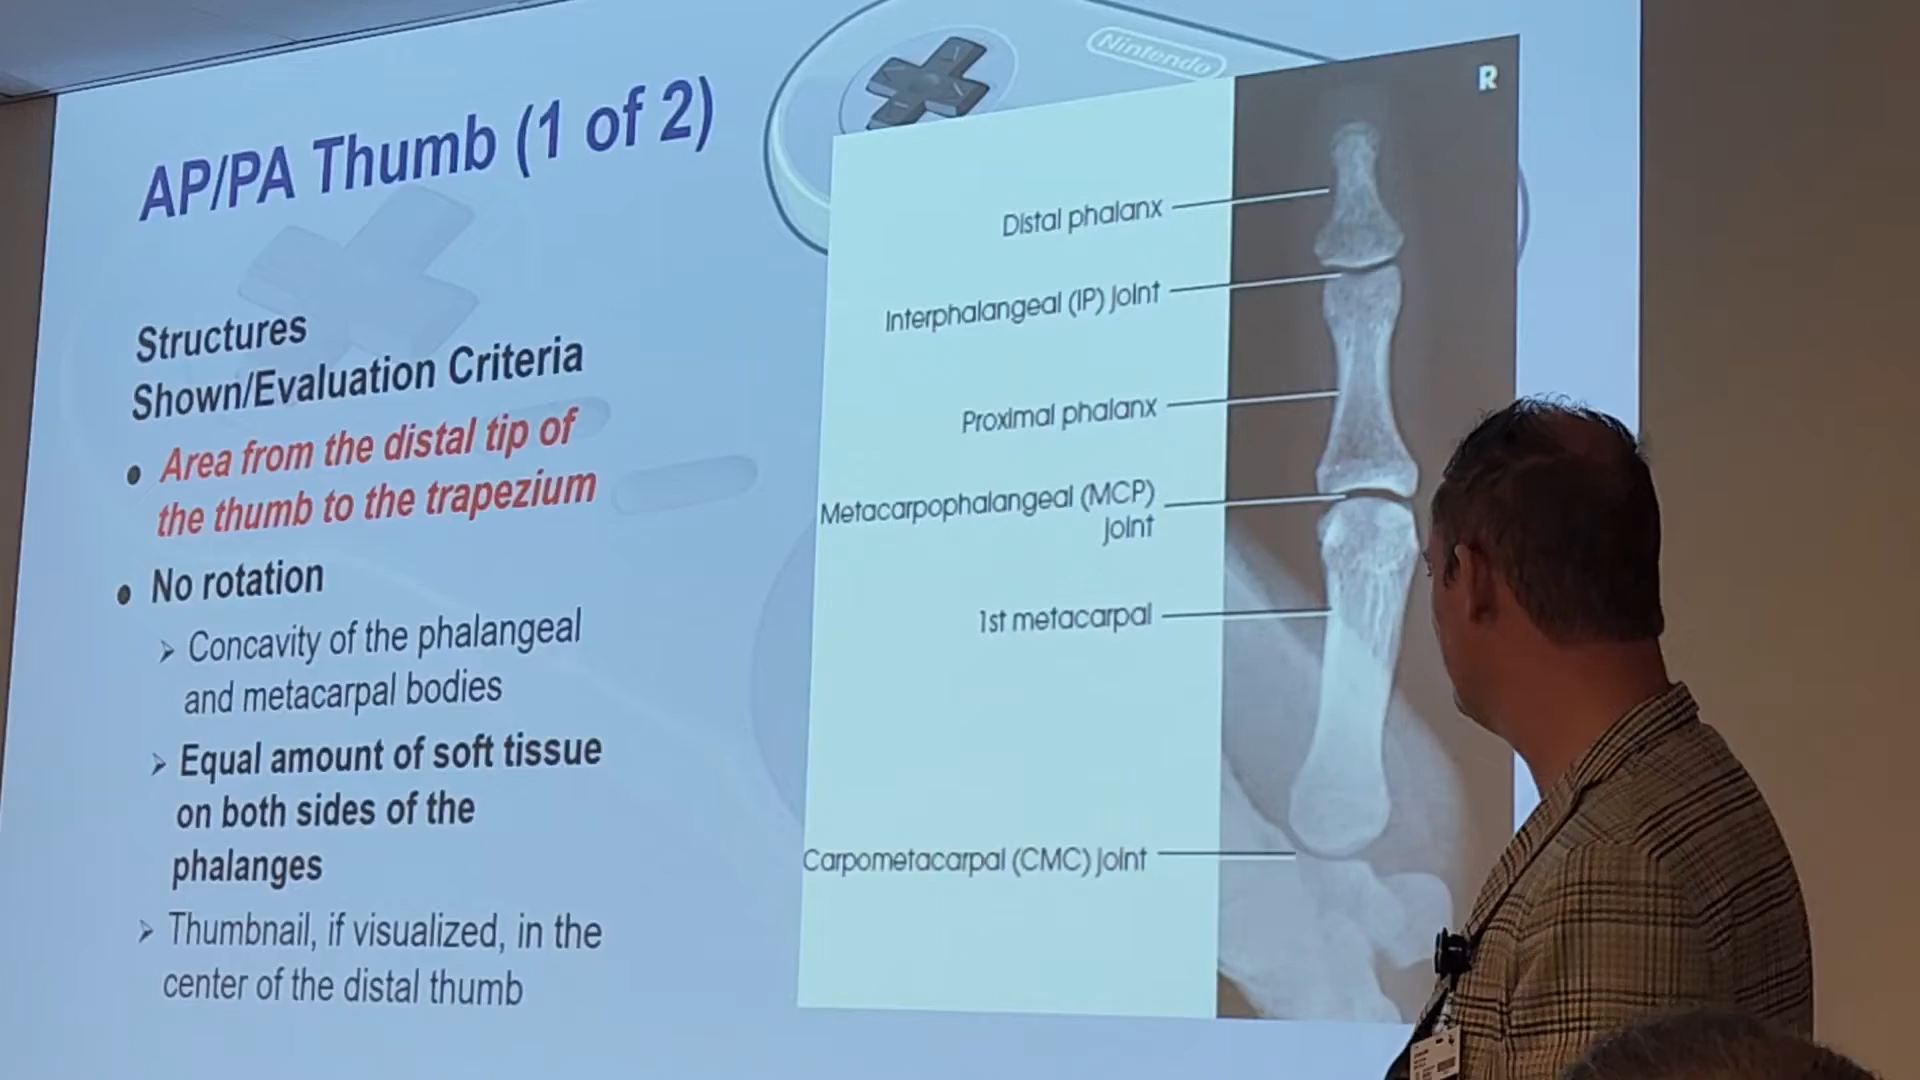 Nintendo
AP/PA Thumb (1 of 2)
Structures
Shown/Evaluation Criteria
• Area from the distal tip of
the thumb to the trapezium
• No rotation
➢ Concavity of the phalangeal
and metacarpal bodies
➢ Equal amount of soft tissue
on both sides of the
phalanges
➢ Thumbnail, if visualized, in the
center of the distal thumb
R
Distal phalanx
Interphalangeal (IP) joint
Proximal phalanx
Metacarpophalangeal (MCP)
joint
1st metacarpal
Carpometacarpal (CMC) joint